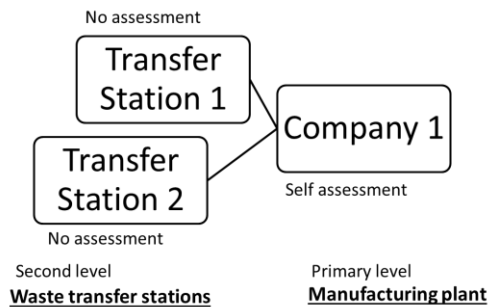 No assessment
Transfer
Station 1
Company 1
Transfer
Station 2
Self assessment
No assessment
Second level
Primary level
Waste transfer stations
Manufacturing plant